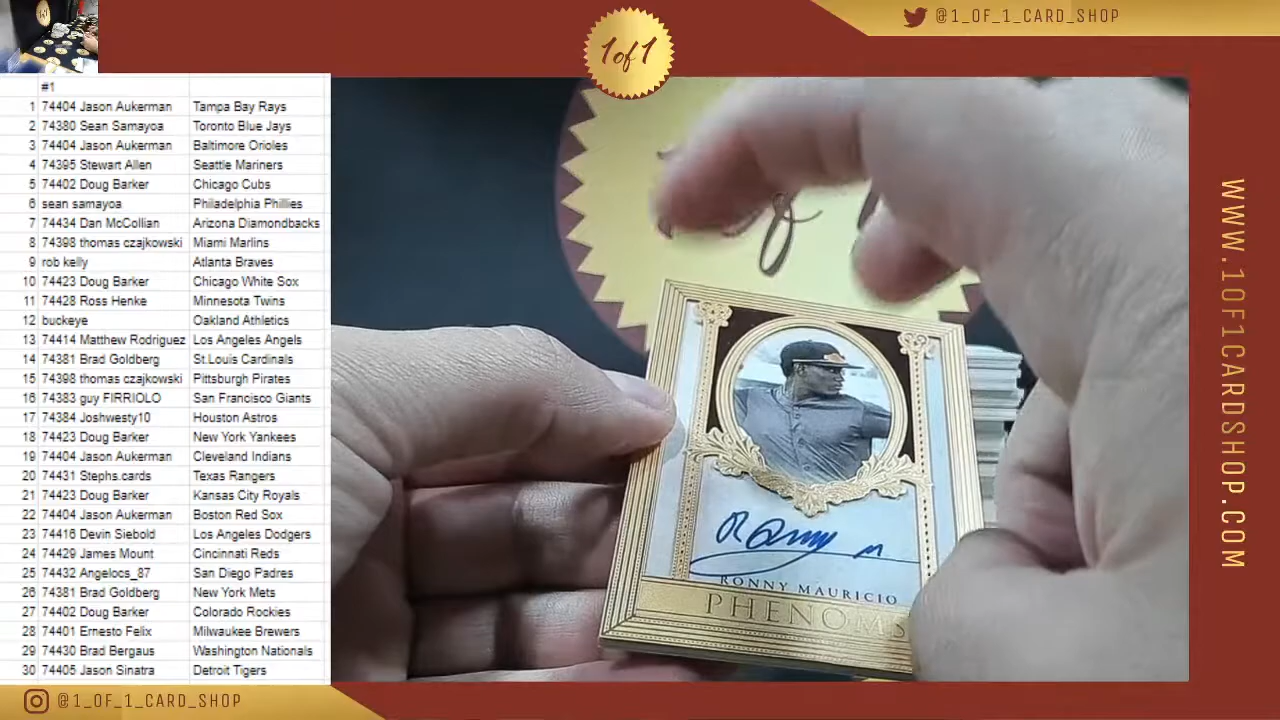 @1_OF_1_CARD_SHOP
1of1
#1
1 74404 Jason Aukerman Tampa Bay Rays
2 74380 Sean Samayoa Toronto Blue Jays
3 74404 Jason Aukerman Baltimore Orioles
4 74395 Stewart Allen Seattle Mariners
5 74402 Doug Barker Chicago Cubs
6 sean samayoa Philadelphia Phillies
7 74434 Dan McCollian Arizona Diamondbacks
8 74398 thomas czajkowski Miami Marlins
9 rob kelly Atlanta Braves
10 74423 Doug Barker Chicago White Sox
11 74428 Ross Henke Minnesota Twins
12 buckeye Oakland Athletics
13 74414 Matthew Rodriguez Los Angeles Angels
14 74381 Brad Goldberg St.Louis Cardinals
15 74398 thomas czajkowski Pittsburgh Pirates
16 74383 guy FIRRIOLO San Francisco Giants
17 74384 Joshwesty10 Houston Astros
18 74423 Doug Barker New York Yankees
19 74404 Jason Aukerman Cleveland Indians
20 74431 Stephs.cards Texas Rangers
21 74423 Doug Barker Kansas City Royals
22 74404 Jason Aukerman Boston Red Sox
23 74416 Devin Siebold Los Angeles Dodgers
24 74429 James Mount Cincinnati Reds
25 74432 Angelocs_87 San Diego Padres
26 74381 Brad Goldberg New York Mets
27 74402 Doug Barker Colorado Rockies
28 74401 Ernesto Felix Milwaukee Brewers
29 74430 Brad Bergaus Washington Nationals
30 74405 Jason Sinatra Detroit Tigers
of
Ronny M
RONNY MAURICIO
PHENOMS
WWW.1OF1CARDSHOP.COM
@1_OF_1_CARD_SHOP